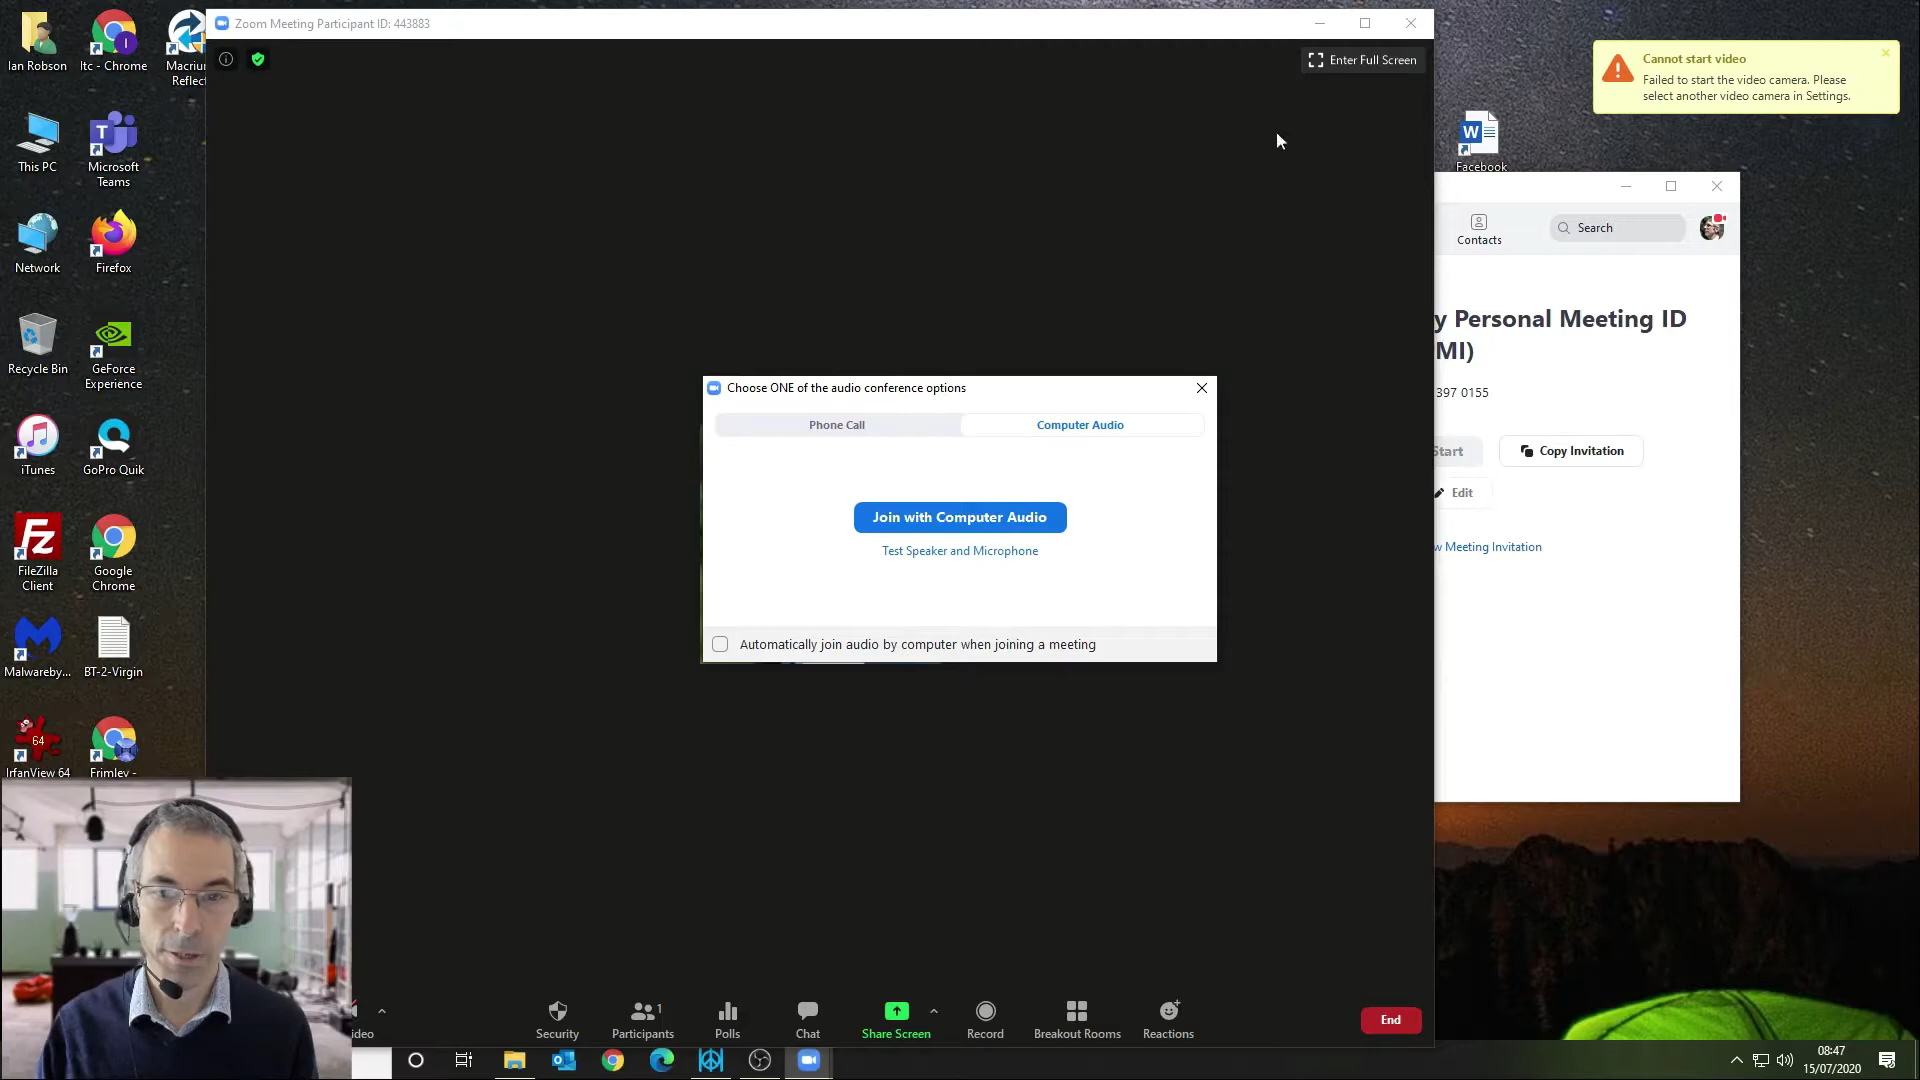 Zoom Meeting Participant ID: 443883
Enter Full Screen
Cannot start video
Failed to start the video camera. Please
select another video camera in Settings.
Ian Robson
ltc - Chrome
Macrium
Reflect
This PC
Microsoft
Teams
Network
Firefox
Recycle Bin
GeForce
Experience
iTunes
GoPro Quik
FileZilla
Client
Google
Chrome
Malwareby...
BT-2-Virgin
64
IrfanView 64
Frimley -
W
Facebook
Contacts
Search
y Personal Meeting ID
MI)
397 0155
Start
Copy Invitation
Edit
w Meeting Invitation
Choose ONE of the audio conference options
Phone Call
Computer Audio
Join with Computer Audio
Test Speaker and Microphone
Automatically join audio by computer when joining a meeting
ideo
Security
1
Participants
Polls
Chat
Share Screen
Record
Breakout Rooms
Reactions
End
08:47
15/07/2020